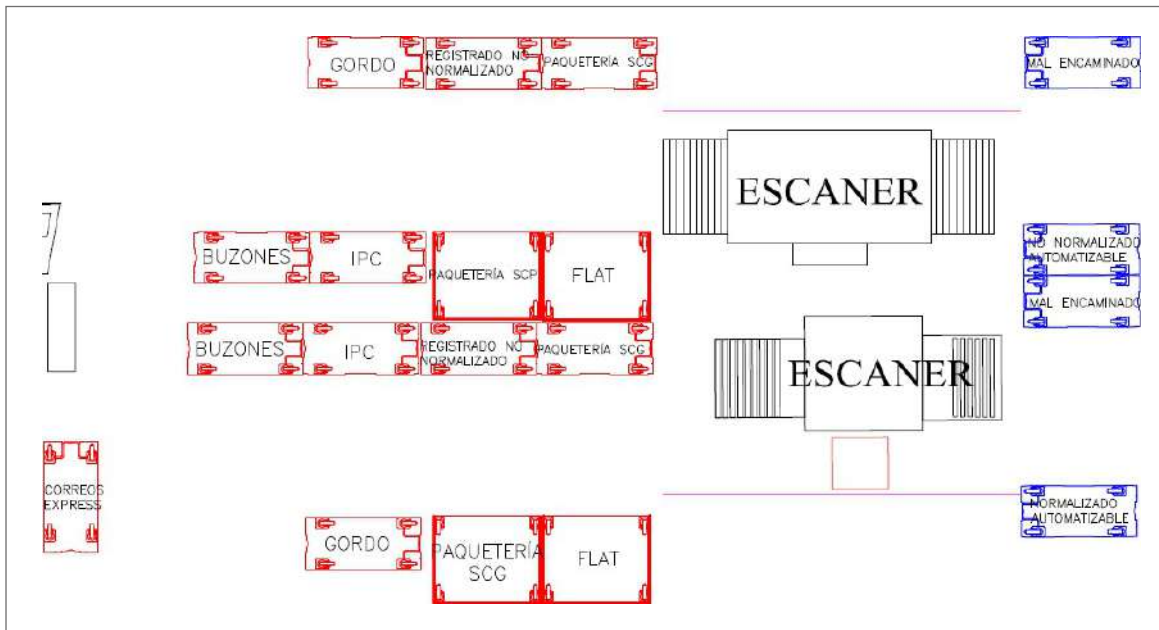 GORDO
REGISTRADO NO
NORMALIZADO
PAQUETERÍA SCG
MAL ENCAMINADO
ESCANER
BUZONES
IPC
PAQUETERÍA SCP
FLAT
NO NORMALIZADO
AUTOMATIZABLE
MAL ENCAMINADO
BUZONES
IPC
REGISTRADO NO
NORMALIZADO
PAQUETERÍA SCG
ESCANER
CORREOS
EXPRESS
NORMALIZADO
AUTOMATIZABLE
GORDO
PAQUETERÍA
SCG
FLAT